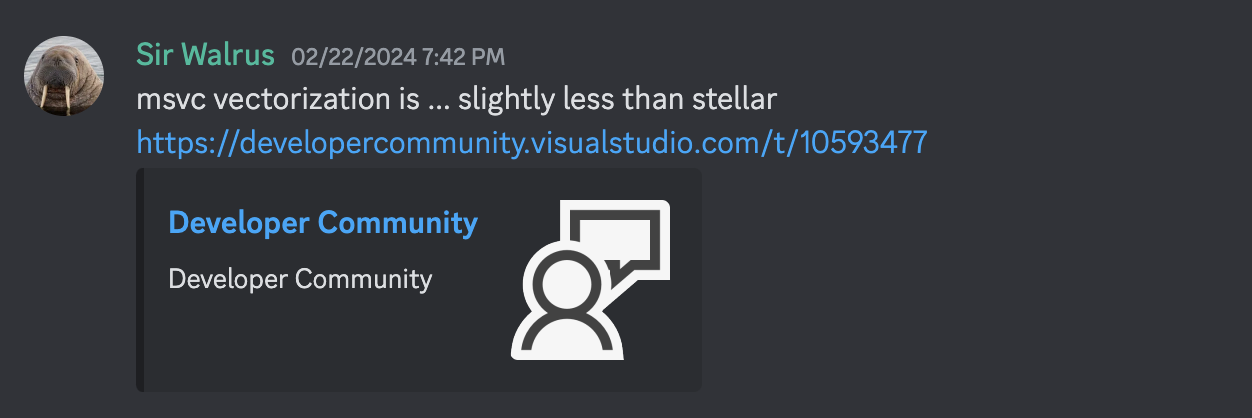 Sir Walrus 02/22/2024 7:42 PM
msvc vectorization is ... slightly less than stellar
https://developercommunity.visualstudio.com/t/10593477
Developer Community
Developer Community